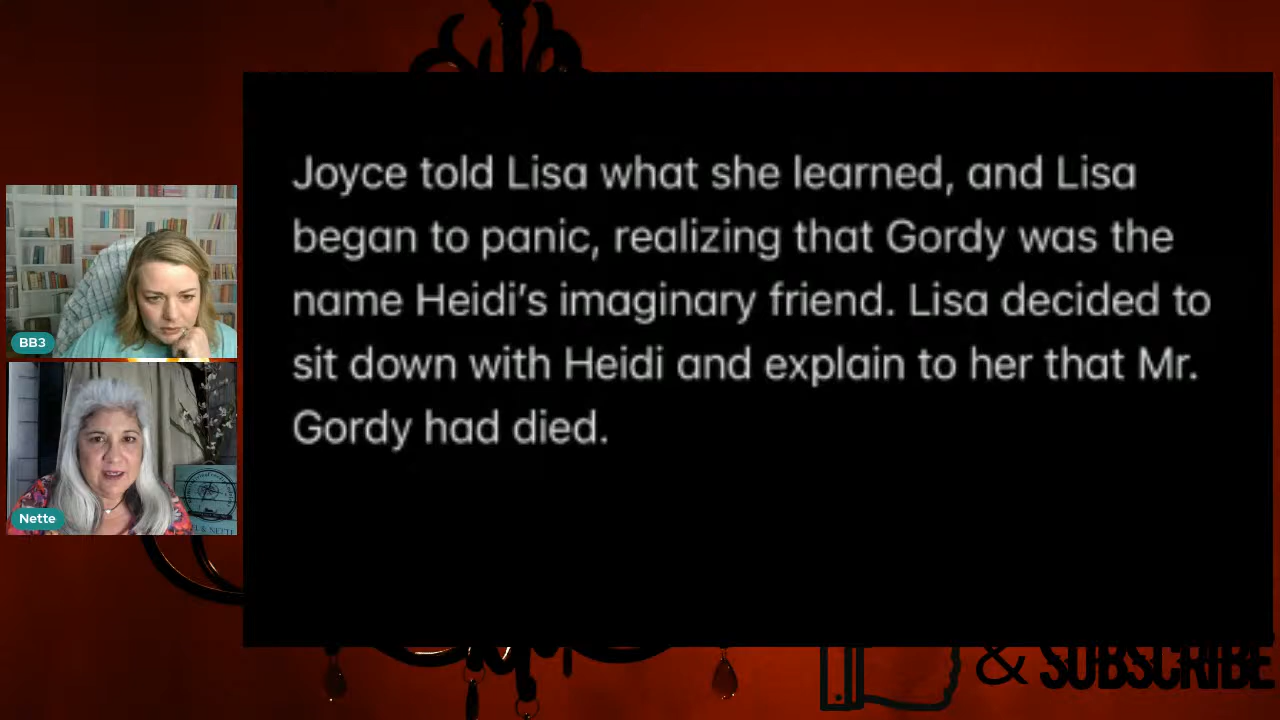 Joyce told Lisa what she learned, and Lisa
began to panic, realizing that Gordy was the
name Heidi's imaginary friend. Lisa decided to
sit down with Heidi and explain to her that Mr.
Gordy had died.
BB3
Nette
& SUBSCRIBE